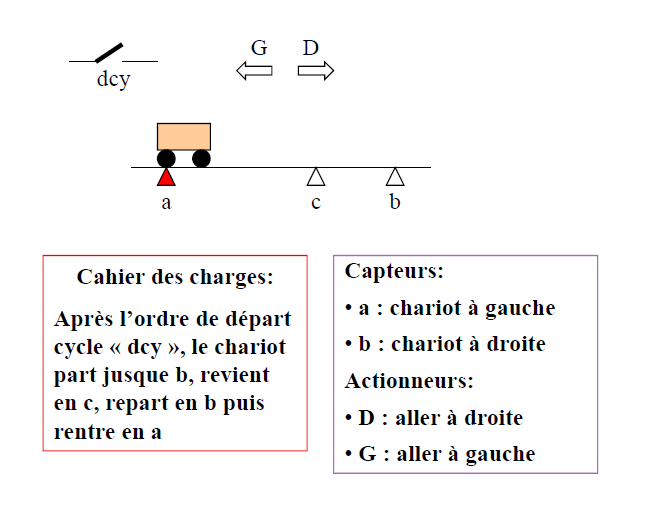 G D
dcy
a c b
Cahier des charges:
Après l’ordre de départ
cycle « dcy », le chariot
part jusque b, revient
en c, repart en b puis
rentre en a
Capteurs:
• a : chariot à gauche
• b : chariot à droite
Actionneurs:
• D : aller à droite
• G : aller à gauche